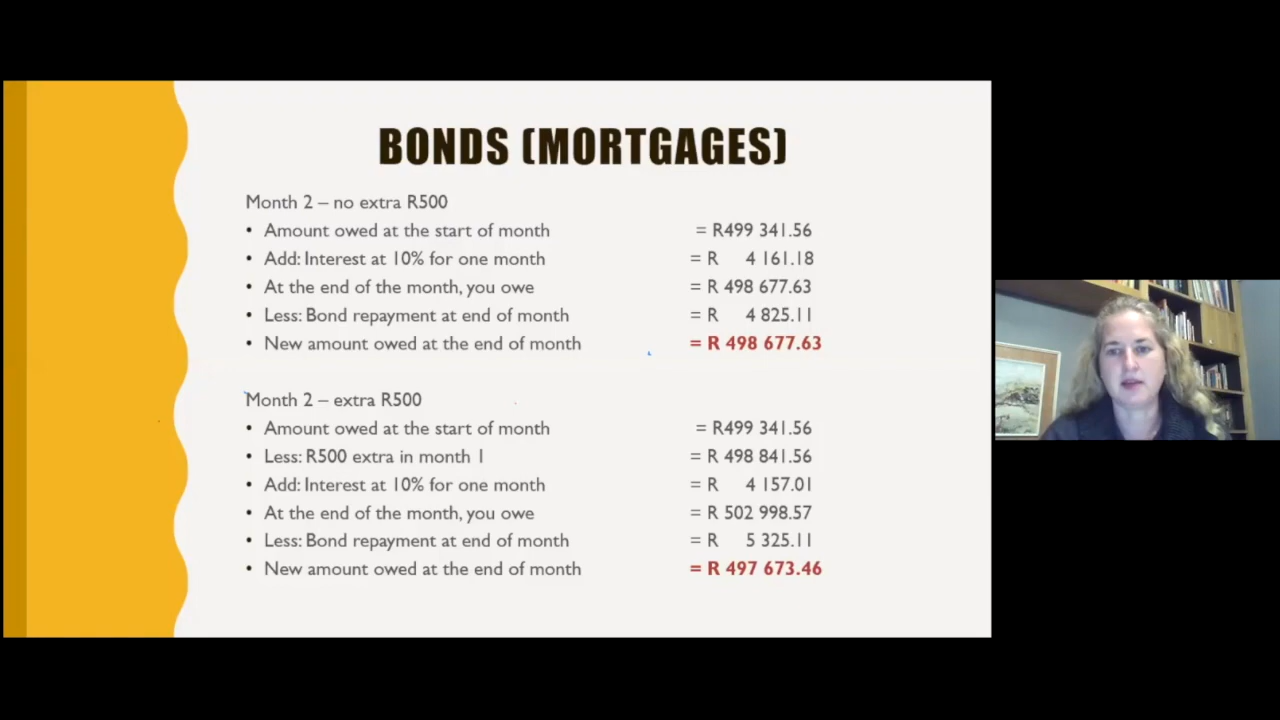 BONDS (MORTGAGES)
Month 2 – no extra R500
• Amount owed at the start of month = R499 341.56
• Add: Interest at 10% for one month = R 4 161.18
• At the end of the month, you owe = R 498 677.63
• Less: Bond repayment at end of month = R 4 825.11
• New amount owed at the end of month = R 498 677.63
Month 2 – extra R500
• Amount owed at the start of month = R499 341.56
• Less: R500 extra in month 1 = R 498 841.56
• Add: Interest at 10% for one month = R 4 157.01
• At the end of the month, you owe = R 502 998.57
• Less: Bond repayment at end of month = R 5 325.11
• New amount owed at the end of month = R 497 673.46